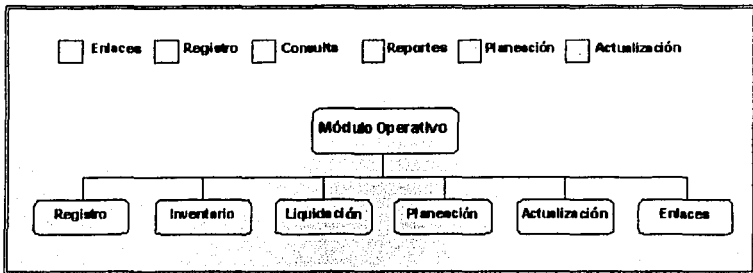 Enlaces Registro Consulta Reportes Planeación Actualización
Módulo Operativo
Registro Inventario Liquidación Planeación Actualización Enlaces